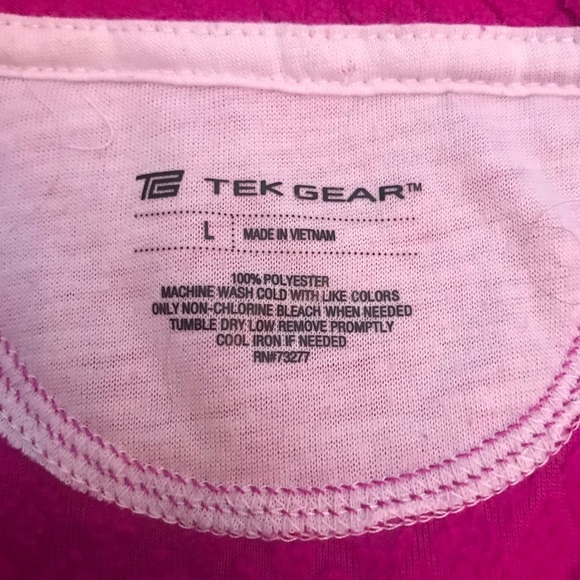 TEK GEAR™
L MADE IN VIETNAM
100% POLYESTER
MACHINE WASH COLD WITH LIKE COLORS
ONLY NON-CHLORINE BLEACH WHEN NEEDED
TUMBLE DRY LOW REMOVE PROMPTLY
COOL IRON IF NEEDED
RN#73277